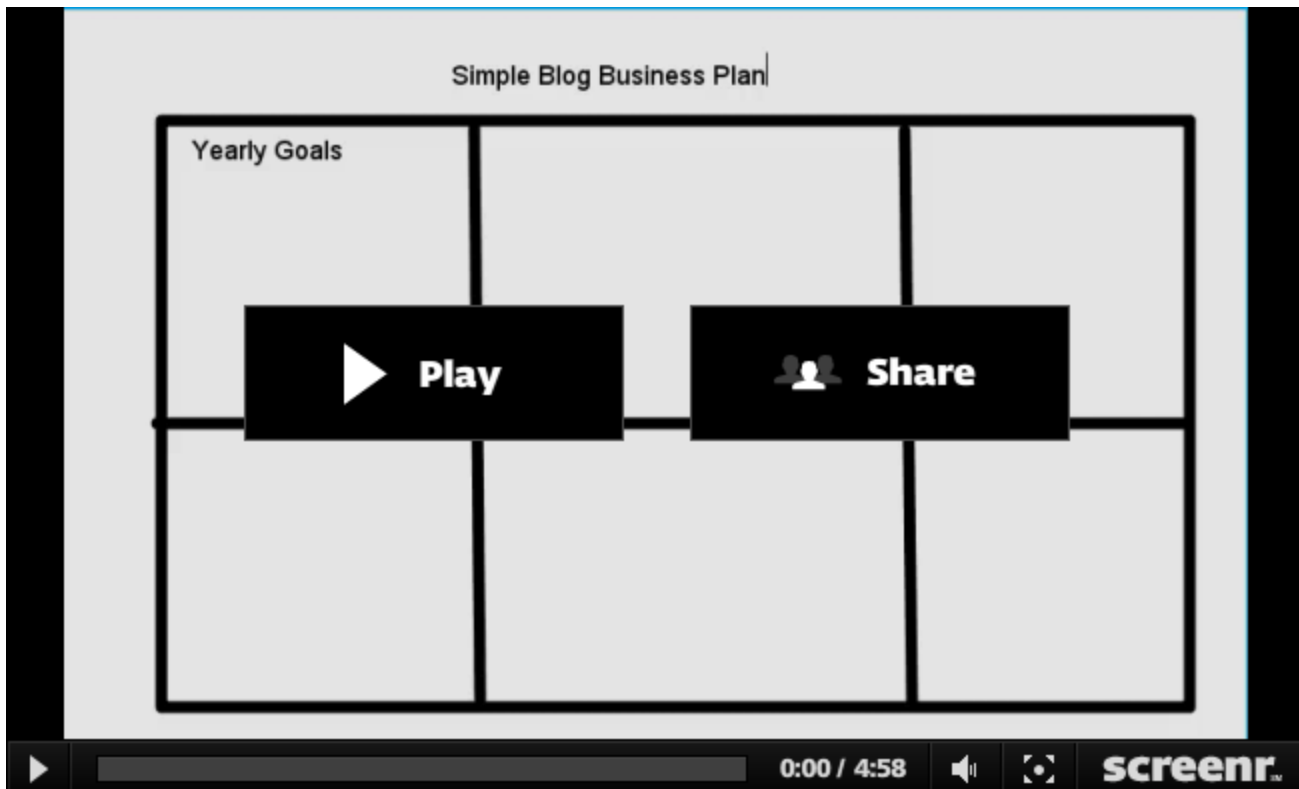 Simple Blog Business Plan
Yearly Goals
Play
Share
0:00 / 4:58
screenr